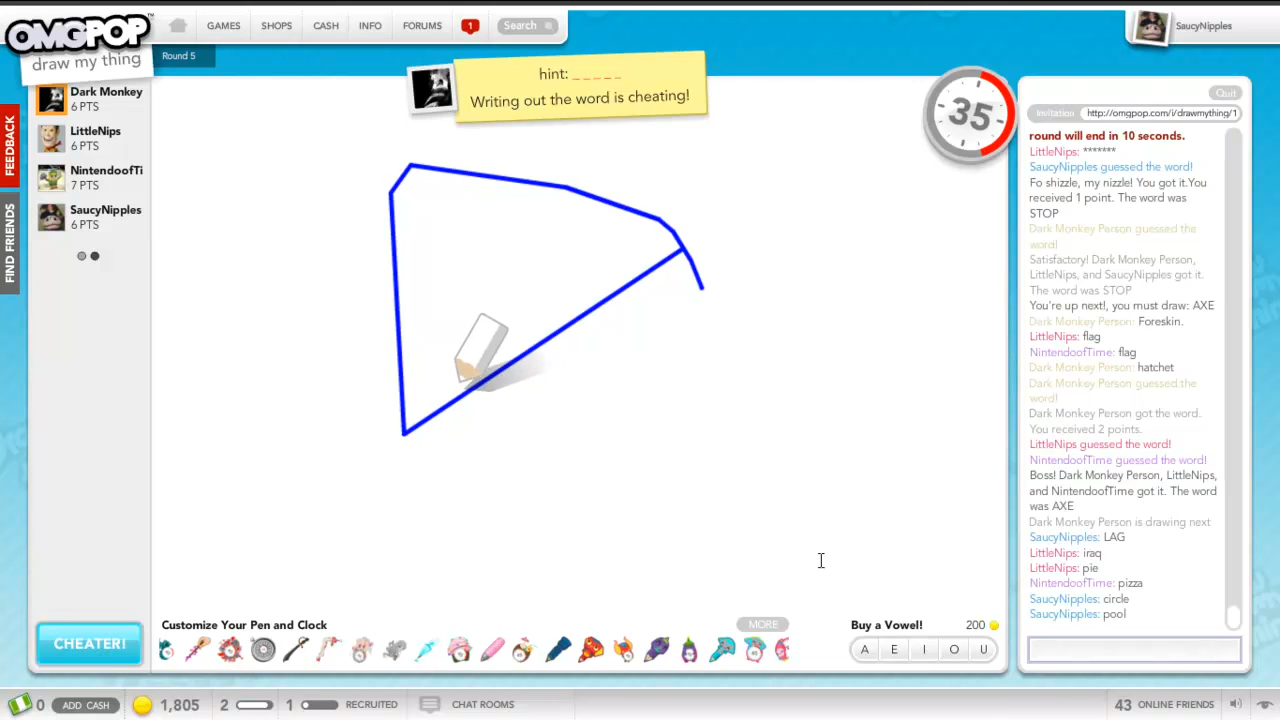 OMGPOP™
draw my thing
GAMES
SHOPS
CASH
INFO
FORUMS
1
Search
SaucyNipples
Round 5
FEEDBACK
FIND FRIENDS
Dark Monkey
6 PTS
LittleNips
6 PTS
NintendoofTi
7 PTS
SaucyNipples
6 PTS
hint: _ _ _ _ _
Writing out the word is cheating!
35
Quit
Invitation
http://omgpop.com/i/drawmything/1
round will end in 10 seconds.
LittleNips: *******
SaucyNipples guessed the word!
Fo shizzle, my nizzle! You got it.You
received 1 point. The word was
STOP
Dark Monkey Person guessed the
word!
Satisfactory! Dark Monkey Person,
LittleNips, and SaucyNipples got it.
The word was STOP
You're up next!, you must draw: AXE
Dark Monkey Person: Foreskin.
LittleNips: flag
NintendoofTime: flag
Dark Monkey Person: hatchet
Dark Monkey Person guessed the
word!
Dark Monkey Person got the word.
You received 2 points.
LittleNips guessed the word!
NintendoofTime guessed the word!
Boss! Dark Monkey Person, LittleNips,
and NintendoofTime got it. The word
was AXE
Dark Monkey Person is drawing next
SaucyNipples: LAG
LittleNips: iraq
LittleNips: pie
NintendoofTime: pizza
SaucyNipples: circle
SaucyNipples: pool
CHEATER!
Customize Your Pen and Clock
MORE
Buy a Vowel!
200
A E I O U
0
ADD CASH
1,805
2
1
RECRUITED
CHAT ROOMS
43 ONLINE FRIENDS